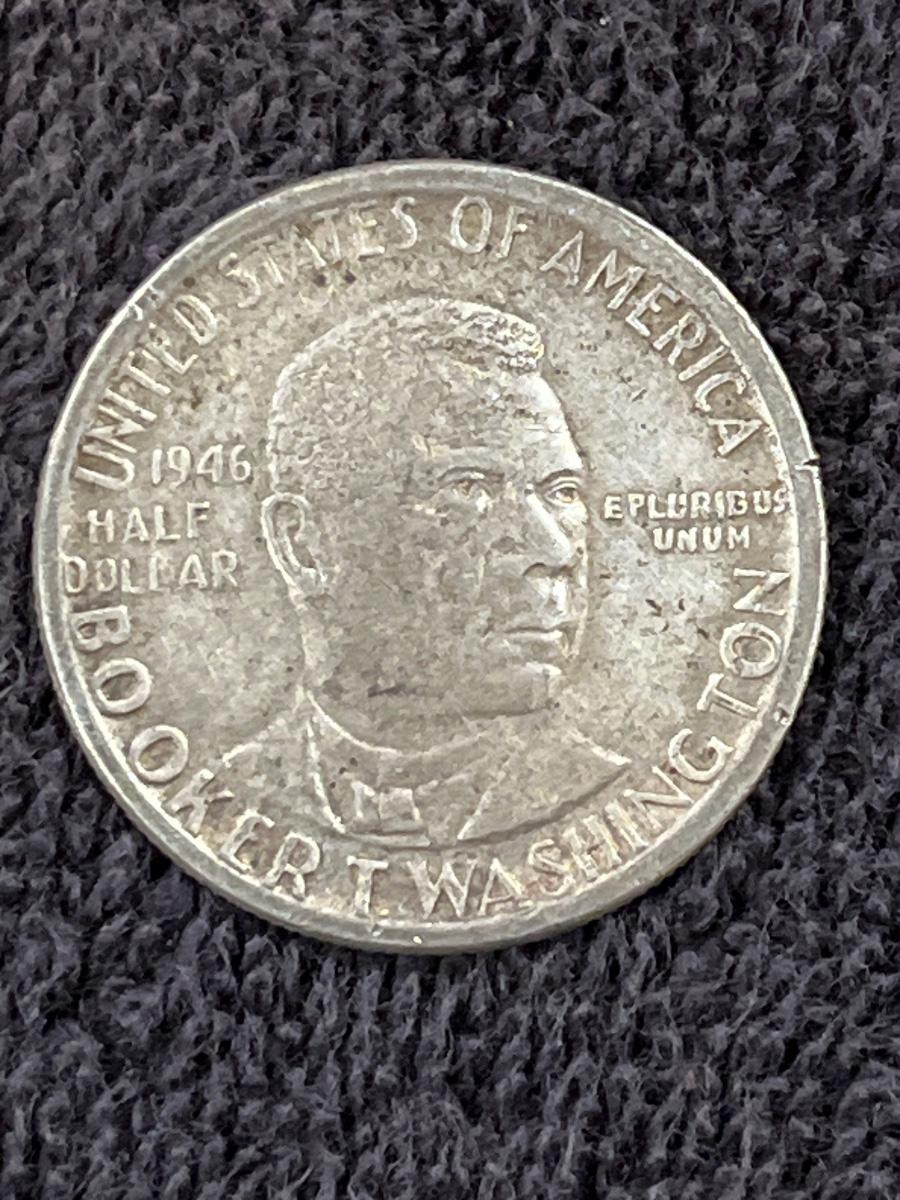 UNITED STATES OF AMERICA
1946
HALF
DOLLAR
E PLURIBUS
UNUM
BOOKER T. WASHINGTON